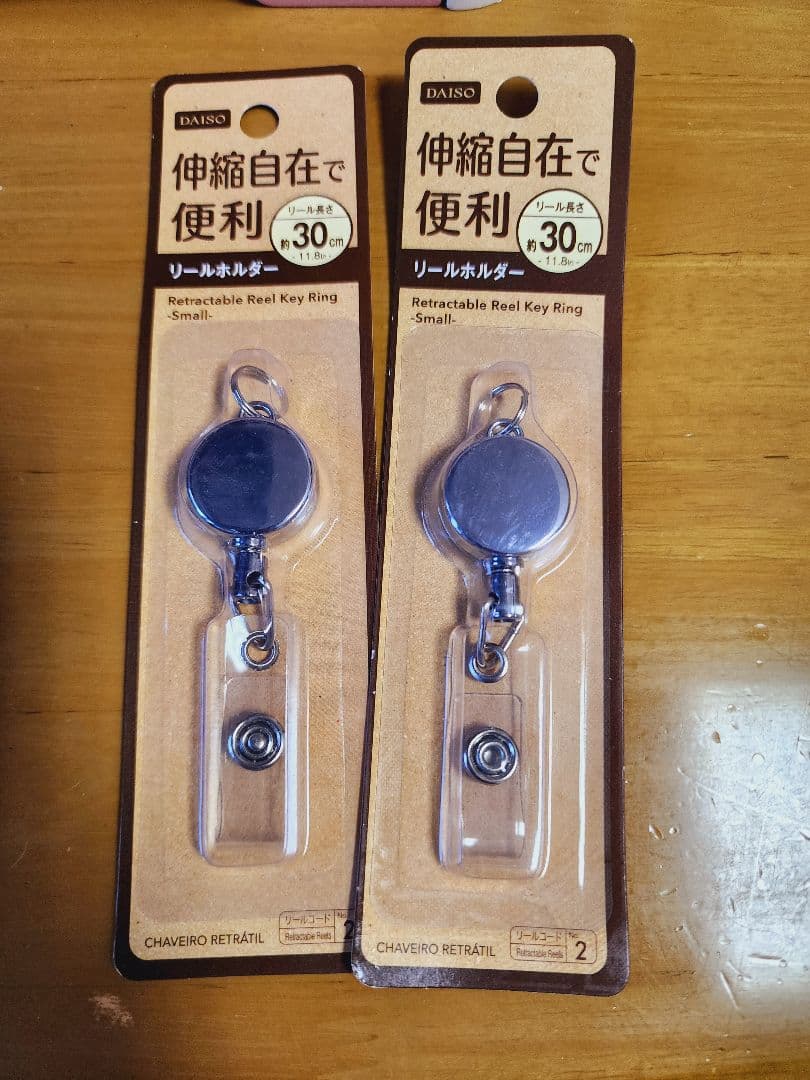 DAISO
伸縮自在で
便利
リール長さ
約30cm
-11.8in-
リールホルダー
Retractable Reel Key Ring
-Small-
CHAVEIRO RETRÁTIL
リールコード
Retractable Reels
No.
2
DAISO
伸縮自在で
便利
リール長さ
約30cm
-11.8in-
リールホルダー
Retractable Reel Key Ring
-Small-
CHAVEIRO RETRÁTIL
リールコード
Retractable Reels
No.
2